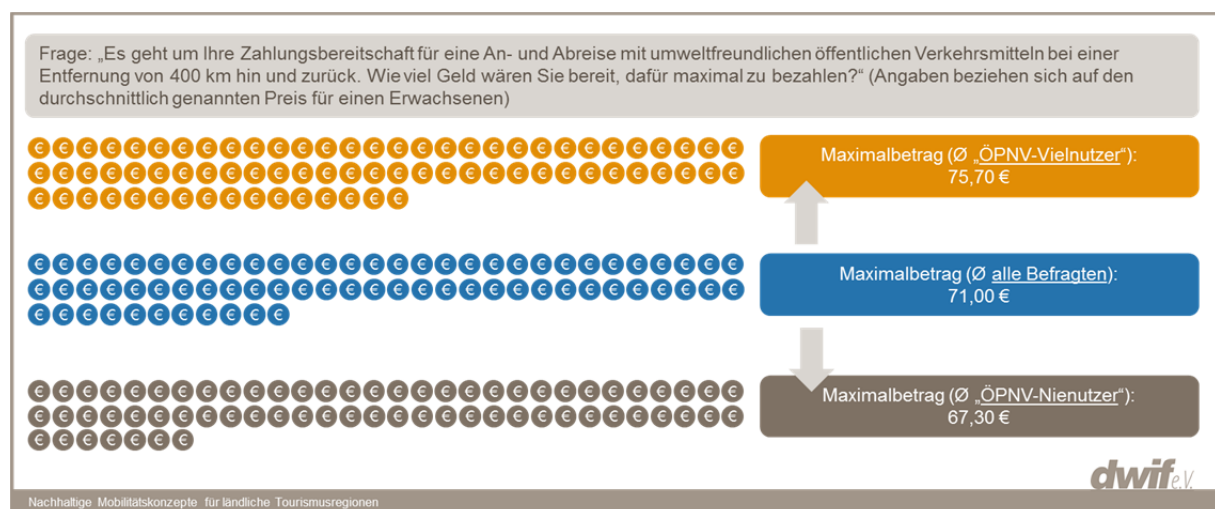 Frage: „Es geht um Ihre Zahlungsbereitschaft für eine An- und Abreise mit umweltfreundlichen öffentlichen Verkehrsmitteln bei einer
Entfernung von 400 km hin und zurück. Wie viel Geld wären Sie bereit, dafür maximal zu bezahlen?“ (Angaben beziehen sich auf den
durchschnittlich genannten Preis für einen Erwachsenen)
Maximalbetrag (Ø „ÖPNV-Vielnutzer“):
75,70 €
Maximalbetrag (Ø alle Befragten):
71,00 €
Maximalbetrag (Ø „ÖPNV-Nienutzer“):
67,30 €
dwif e.V.
Nachhaltige Mobilitätskonzepte für ländliche Tourismusregionen